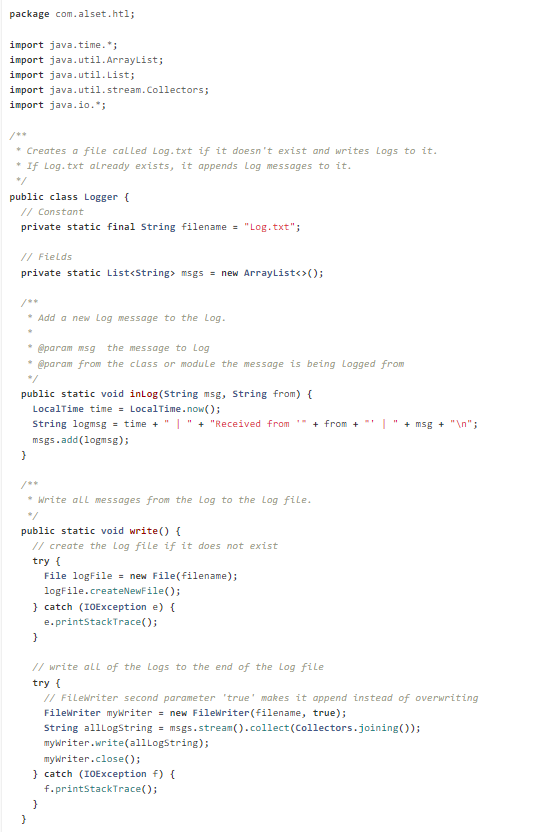 package com.alset.htl;
import java.time.*;
import java.util.ArrayList;
import java.util.List;
import java.util.stream.Collectors;
import java.io.*;
/**
 * Creates a file called Log.txt if it doesn't exist and writes logs to it.
 * If Log.txt already exists, it appends log messages to it.
 */
public class Logger {
  // Constant
  private static final String filename = "Log.txt";
  // Fields
  private static List<String> msgs = new ArrayList<>();
  /**
   * Add a new log message to the log.
   *
   * @param msg  the message to log
   * @param from the class or module the message is being logged from
   */
  public static void inLog(String msg, String from) {
    LocalTime time = LocalTime.now();
    String logmsg = time + " | " + "Received from '" + from + "' | " + msg + "\n";
    msgs.add(logmsg);
  }
  /**
   * Write all messages from the log to the log file.
   */
  public static void write() {
    // create the log file if it does not exist
    try {
      File logFile = new File(filename);
      logFile.createNewFile();
    } catch (IOException e) {
      e.printStackTrace();
    }
    // write all of the logs to the end of the log file
    try {
      // FileWriter second parameter 'true' makes it append instead of overwriting
      FileWriter myWriter = new FileWriter(filename, true);
      String allLogString = msgs.stream().collect(Collectors.joining());
      myWriter.write(allLogString);
      myWriter.close();
    } catch (IOException f) {
      f.printStackTrace();
    }
  }